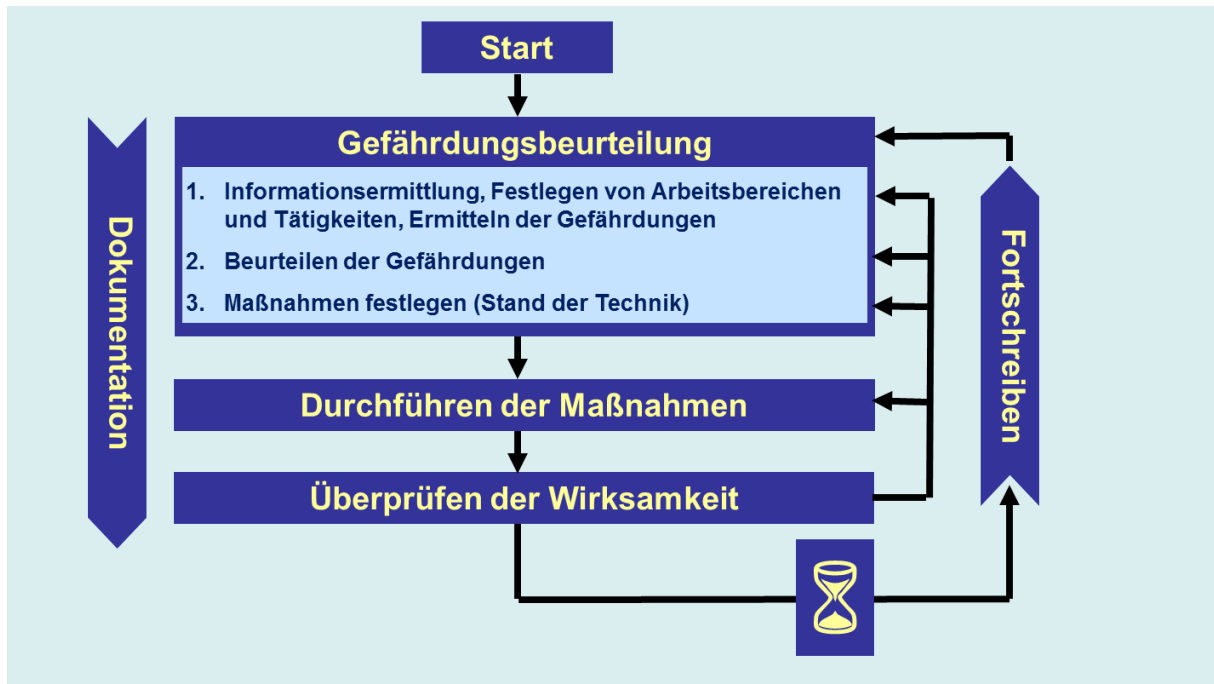 Start
Gefährdungsbeurteilung
1. Informationsermittlung, Festlegen von Arbeitsbereichen
und Tätigkeiten, Ermitteln der Gefährdungen
2. Beurteilen der Gefährdungen
3. Maßnahmen festlegen (Stand der Technik)
Durchführen der Maßnahmen
Überprüfen der Wirksamkeit
Dokumentation
Fortschreiben